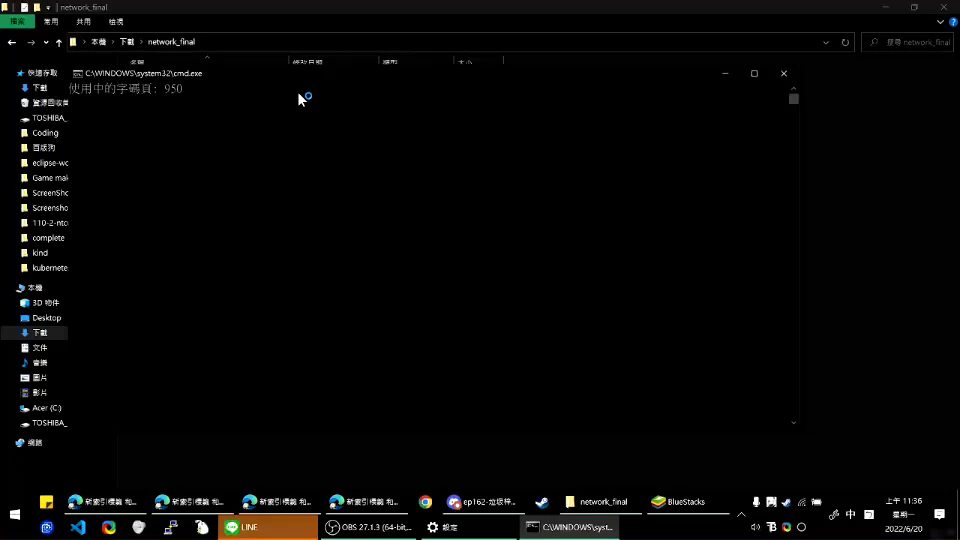 network_final
檔案 常用 共用 檢視
本機 下載 network_final
搜尋 network_final
名稱 修改日期 類型 大小
C:\WINDOWS\system32\cmd.exe
使用中的字碼頁: 950
快速存取
下載
資源回收筒
TOSHIBA_
Coding
百級狗
eclipse-wo
Game mak
ScreenSho
Screensho
110-2-nto
complete
kind
kubernete
本機
3D 物件
Desktop
下載
文件
音樂
圖片
影片
Acer (C:)
TOSHIBA_
網路
新索引標籤 和...
新索引標籤 和...
新索引標籤 和...
新索引標籤 和...
ep162-垃圾梓...
network_final
BlueStacks
上午 11:36
LINE
OBS 27.1.3 (64-bit,...
設定
C:\WINDOWS\syst...
中
星期一
2022/6/20